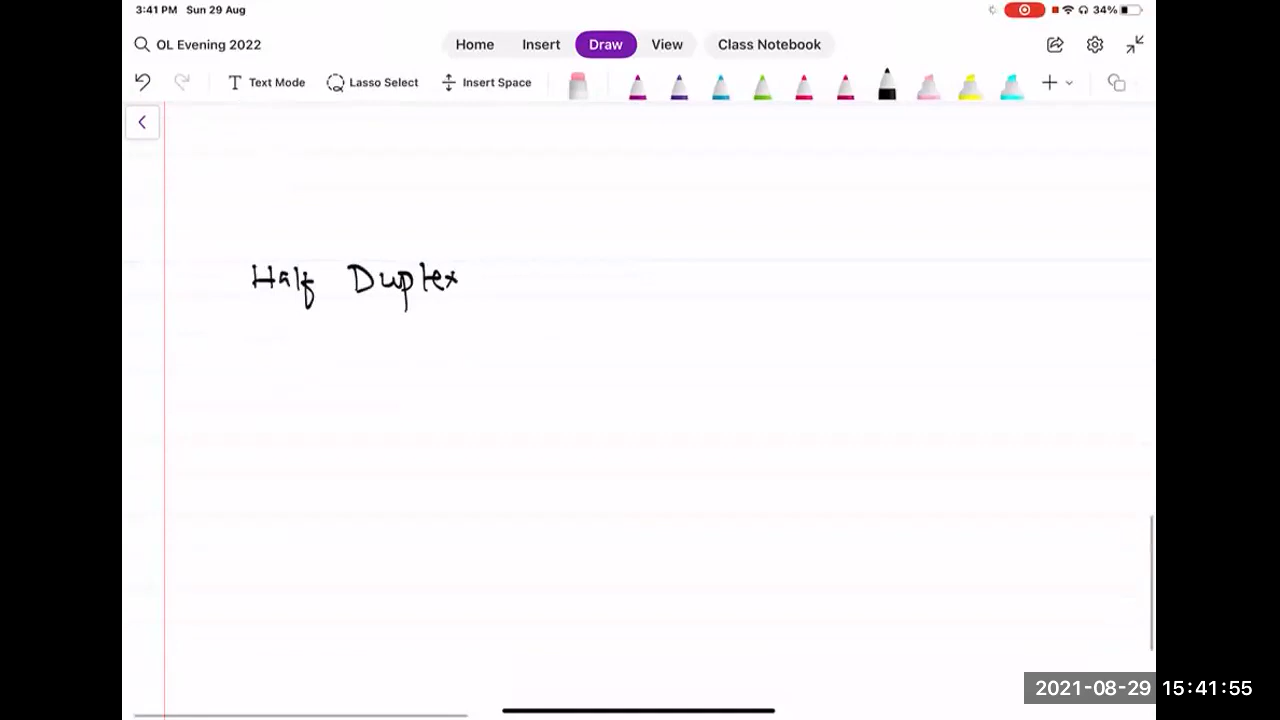 3:41 PM Sun 29 Aug 34%
OL Evening 2022 Home Insert Draw View Class Notebook
Text Mode Lasso Select Insert Space
Half Duplex
2021-08-29 15:41:55